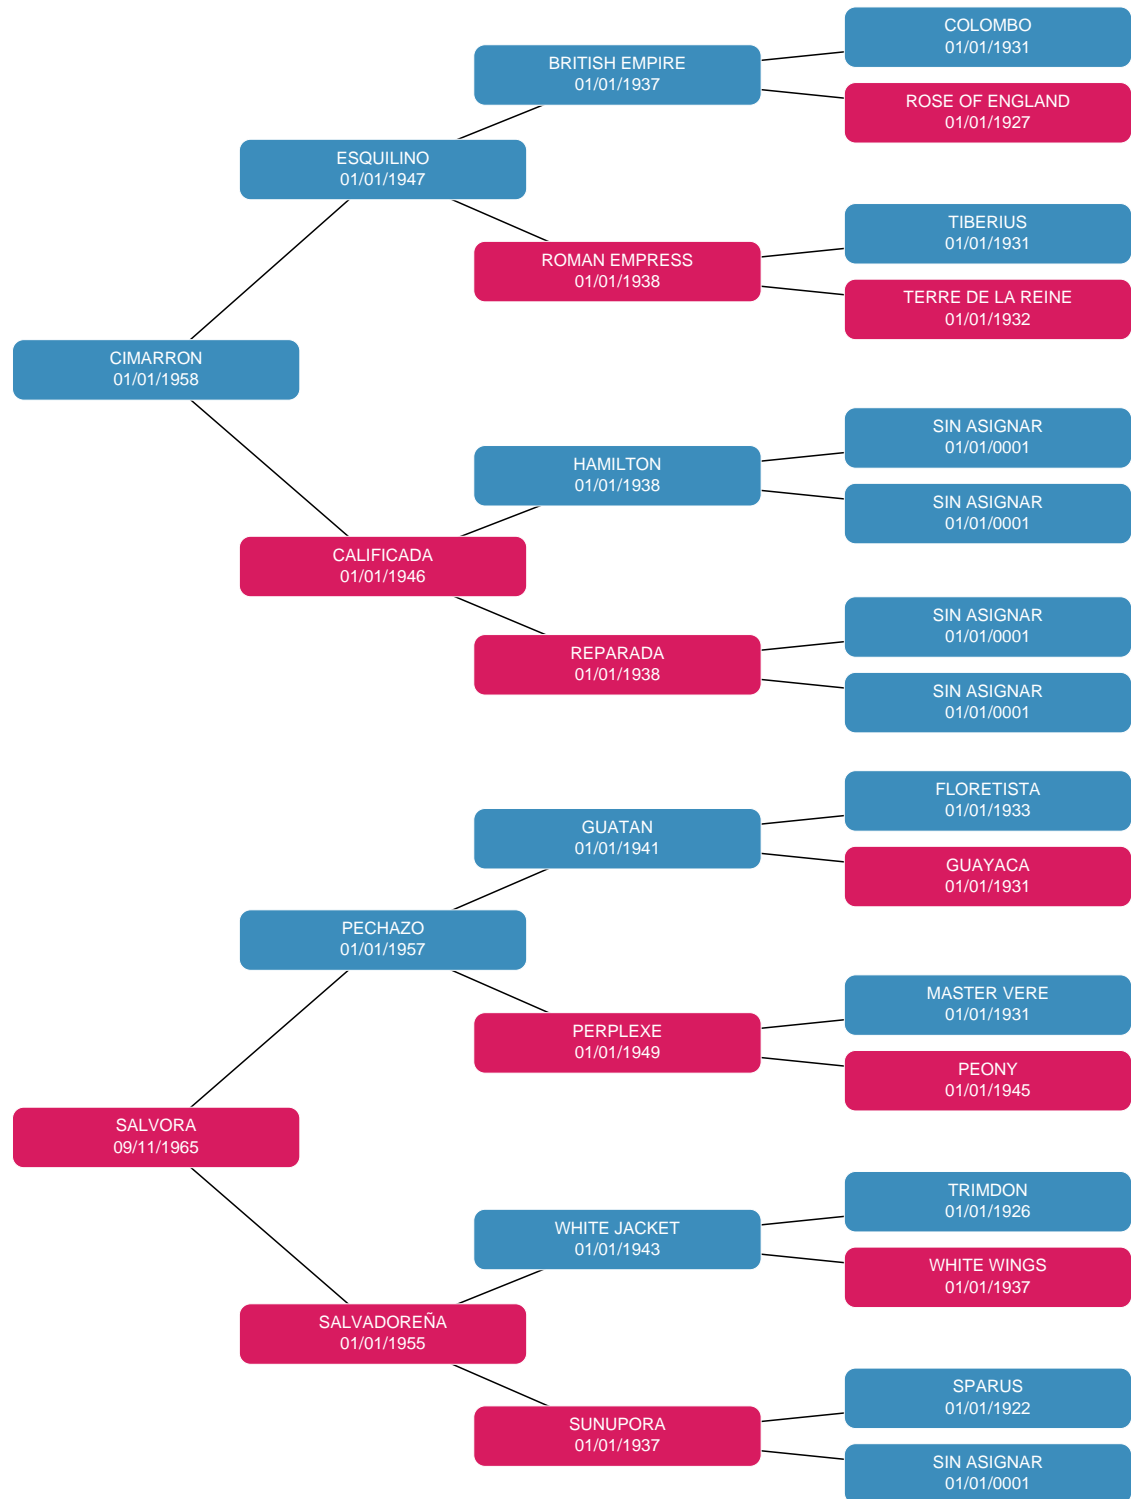 COLOMBO
01/01/1931
BRITISH EMPIRE
01/01/1937
ROSE OF ENGLAND
01/01/1927
ESQUILINO
01/01/1947
TIBERIUS
01/01/1931
ROMAN EMPRESS
01/01/1938
TERRE DE LA REINE
01/01/1932
CIMARRON
01/01/1958
SIN ASIGNAR
01/01/0001
HAMILTON
01/01/1938
SIN ASIGNAR
01/01/0001
CALIFICADA
01/01/1946
SIN ASIGNAR
01/01/0001
REPARADA
01/01/1938
SIN ASIGNAR
01/01/0001
FLORETISTA
01/01/1933
GUATAN
01/01/1941
GUAYACA
01/01/1931
PECHAZO
01/01/1957
MASTER VERE
01/01/1931
PERPLEXE
01/01/1949
PEONY
01/01/1945
SALVORA
09/11/1965
TRIMDON
01/01/1926
WHITE JACKET
01/01/1943
WHITE WINGS
01/01/1937
SALVADOREÑA
01/01/1955
SPARUS
01/01/1922
SUNUPORA
01/01/1937
SIN ASIGNAR
01/01/0001